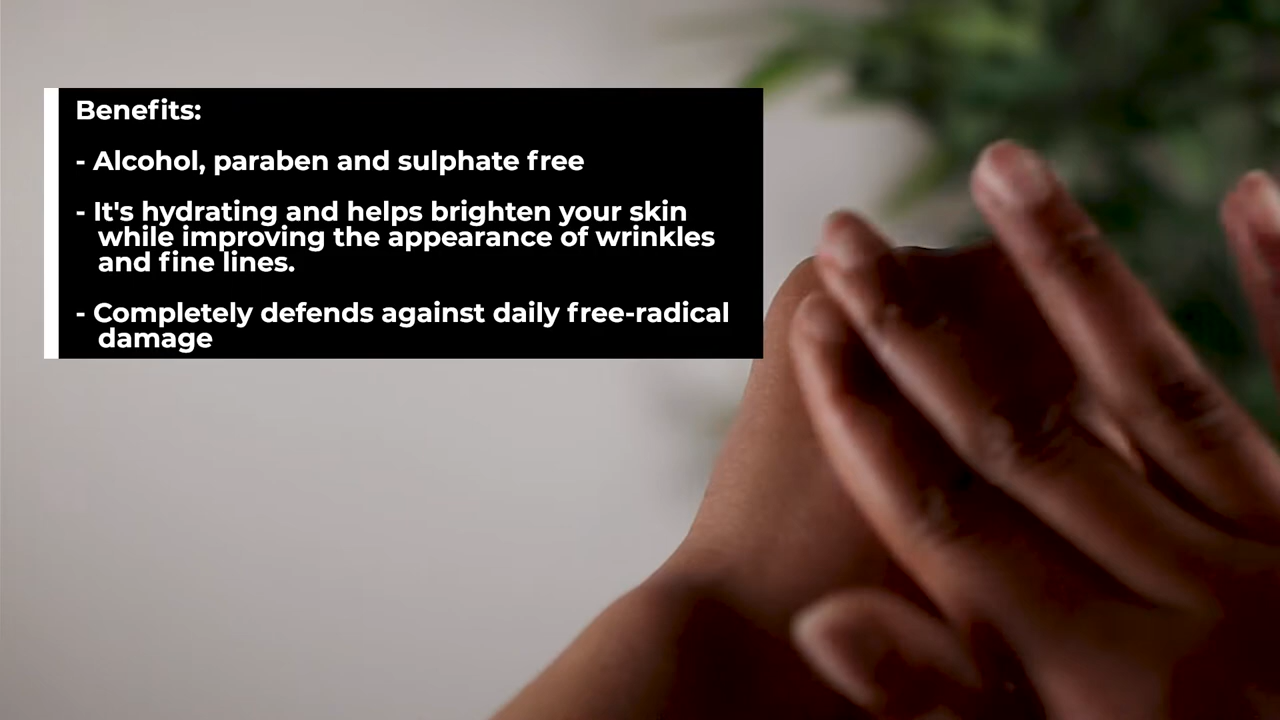 Benefits:
- Alcohol, paraben and sulphate free
- It's hydrating and helps brighten your skin
while improving the appearance of wrinkles
and fine lines.
- Completely defends against daily free-radical
damage